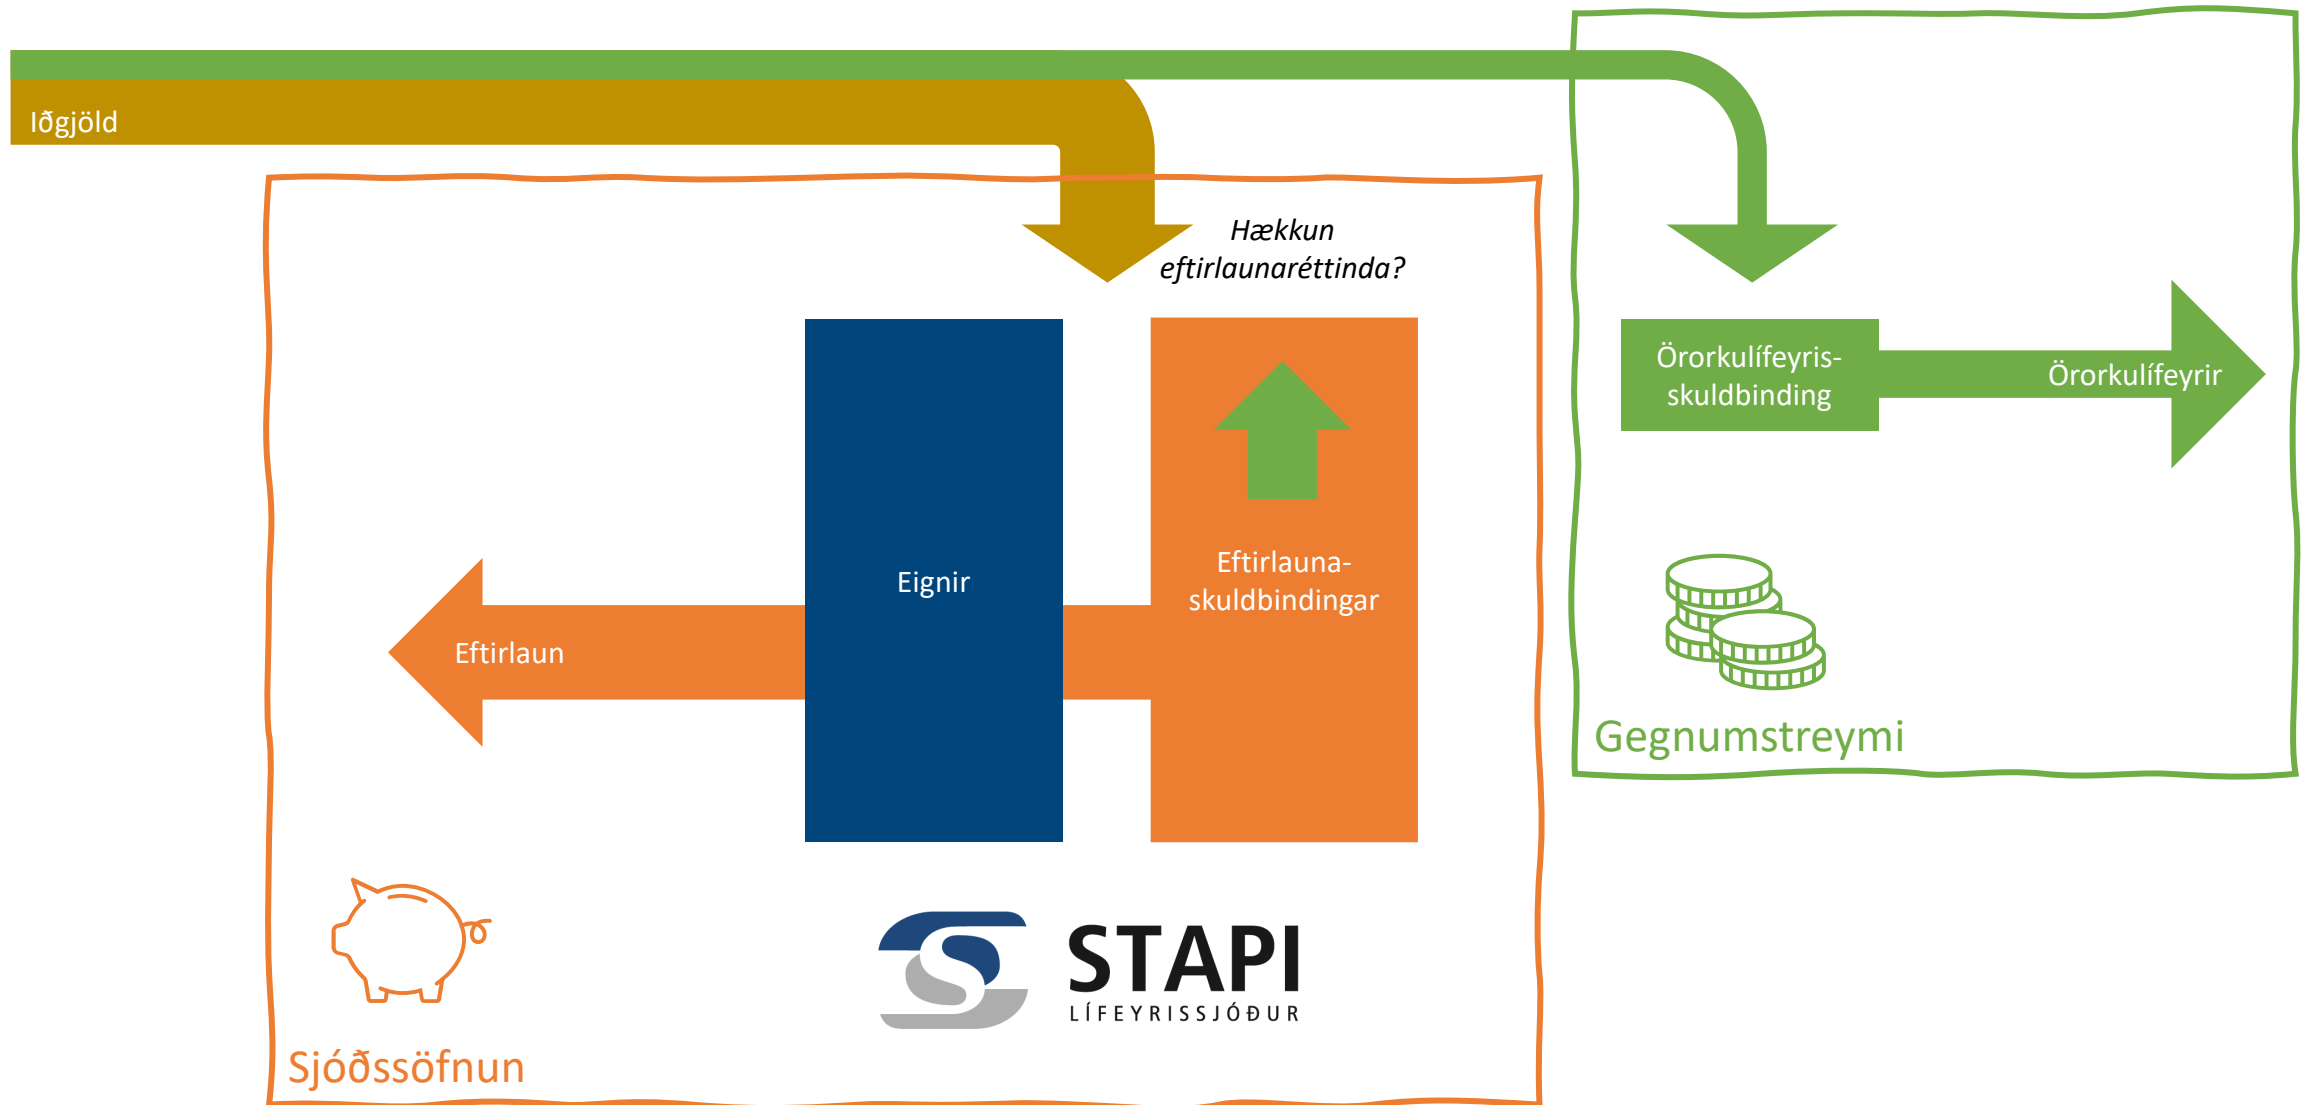 Iðgjöld
Hækkun
eftirlaunaréttinda?
Örorkulífeyris-
skuldbinding
Örorkulífeyrir
Eignir
Eftirlauna-
skuldbindingar
Eftirlaun
Gegnumstreymi
STAPI
LÍFEYRISSJÓÐUR
Sjóðssöfnun